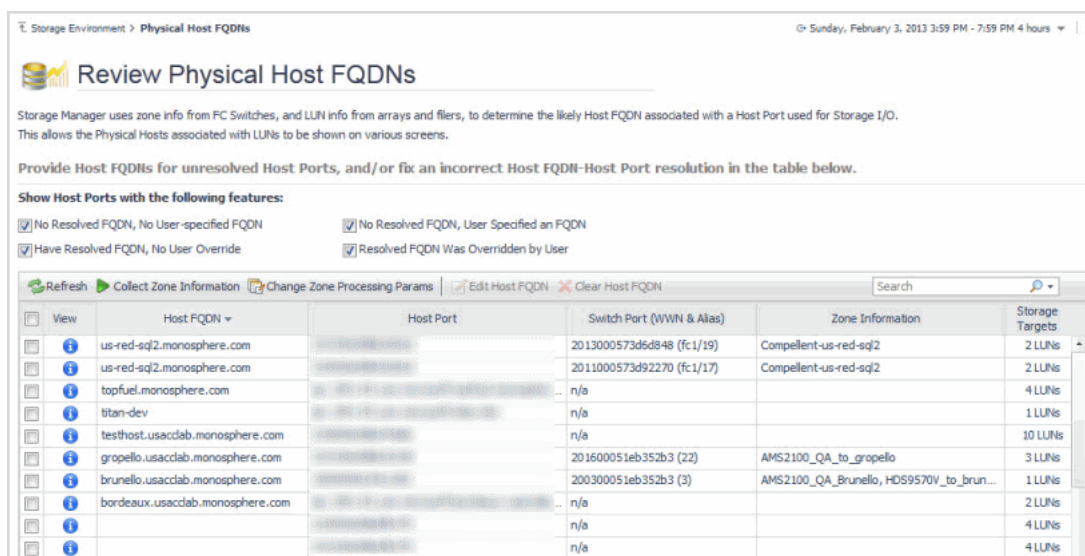 Storage Environment > Physical Host FQDNs
Sunday, February 3, 2013 3:59 PM - 7:59 PM 4 hours
Review Physical Host FQDNs
Storage Manager uses zone info from FC Switches, and LUN info from arrays and filers, to determine the likely Host FQDN associated with a Host Port used for Storage I/O.
This allows the Physical Hosts associated with LUNs to be shown on various screens.
Provide Host FQDNs for unresolved Host Ports, and/or fix an incorrect Host FQDN-Host Port resolution in the table below.
Show Host Ports with the following features:
No Resolved FQDN, No User-specified FQDN No Resolved FQDN, User Specified an FQDN
Have Resolved FQDN, No User Override Resolved FQDN Was Overridden by User
Refresh Collect Zone Information Change Zone Processing Params Edit Host FQDN Clear Host FQDN Search
View Host FQDN Host Port Switch Port (WWN & Alias) Zone Information Storage Targets
us-red-sql2.monosphere.com 2013000573d6d848 (fc1/19) Compellent-us-red-sql2 2 LUNs
us-red-sql2.monosphere.com 2011000573d92270 (fc1/17) Compellent-us-red-sql2 2 LUNs
topfuel.monosphere.com ... n/a 4 LUNs
titan-dev n/a 1 LUNs
testhost.usacclab.monosphere.com n/a 10 LUNs
gropello.usacclab.monosphere.com 201600051eb352b3 (22) AMS2100_QA_to_gropello 3 LUNs
brunello.usacclab.monosphere.com 200300051eb352b3 (3) AMS2100_QA_Brunello, HDS9570V_to_brun... 1 LUNs
bordeaux.usacclab.monosphere.com ... n/a 2 LUNs
n/a 4 LUNs
n/a 4 LUNs